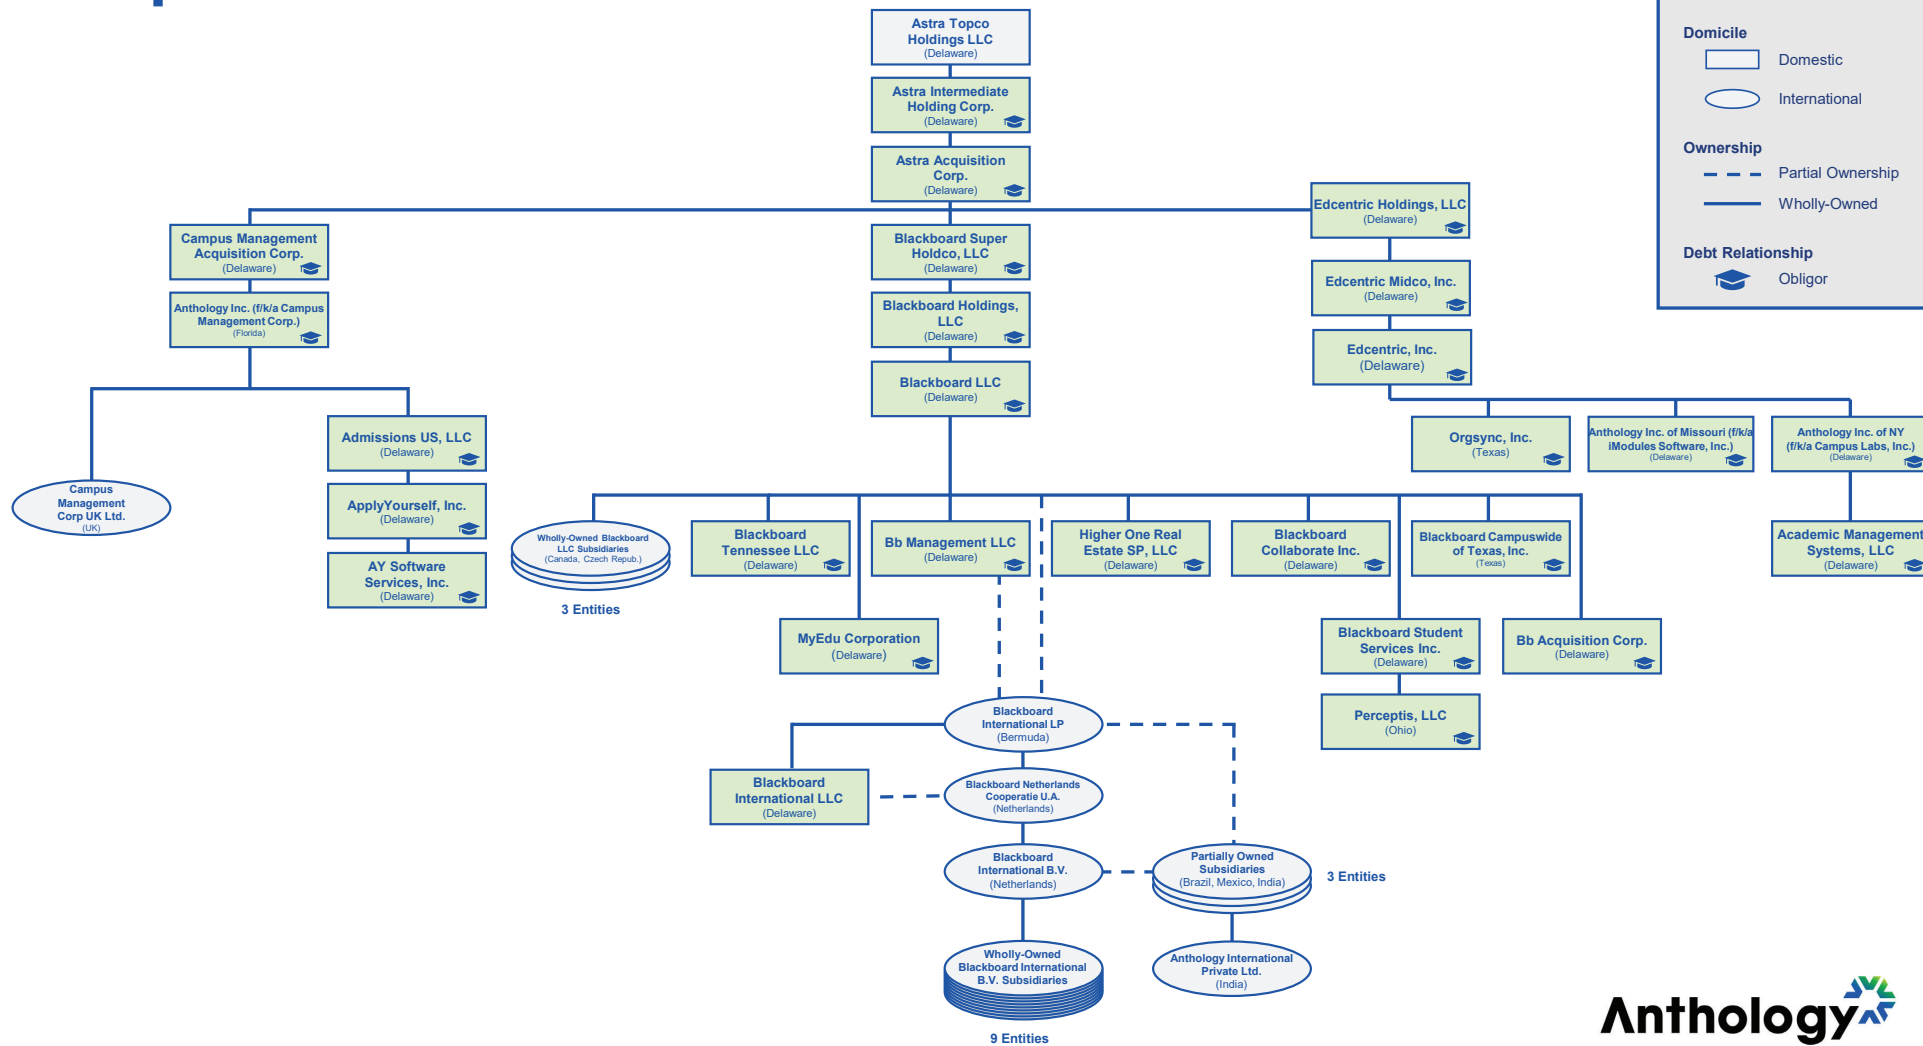 Astra Topco
Holdings LLC
(Delaware)
Astra Intermediate
Holding Corp.
(Delaware)
Astra Acquisition
Corp.
(Delaware)
Domicile
Domestic
International
Ownership
Partial Ownership
Wholly-Owned
Debt Relationship
Obligor
Campus Management
Acquisition Corp.
(Delaware)
Anthology Inc. (f/k/a Campus
Management Corp.)
(Florida)
Blackboard Super
Holdco, LLC
(Delaware)
Blackboard Holdings,
LLC
(Delaware)
Blackboard LLC
(Delaware)
Edcentric Holdings, LLC
(Delaware)
Edcentric Midco, Inc.
(Delaware)
Edcentric, Inc.
(Delaware)
Campus
Management
Corp UK Ltd.
(UK)
Admissions US, LLC
(Delaware)
ApplyYourself, Inc.
(Delaware)
AY Software
Services, Inc.
(Delaware)
Orgsync, Inc.
(Texas)
Anthology Inc. of Missouri (f/k/a
iModules Software, Inc.)
(Delaware)
Anthology Inc. of NY
(f/k/a Campus Labs, Inc.)
(Delaware)
Academic Management
Systems, LLC
(Delaware)
Wholly-Owned Blackboard
LLC Subsidiaries
(Canada, Czech Repub.)
3 Entities
Blackboard
Tennessee LLC
(Delaware)
Bb Management LLC
(Delaware)
Higher One Real
Estate SP, LLC
(Delaware)
Blackboard
Collaborate Inc.
(Delaware)
Blackboard Campuswide
of Texas, Inc.
(Texas)
MyEdu Corporation
(Delaware)
Blackboard Student
Services Inc.
(Delaware)
Bb Acquisition Corp.
(Delaware)
Perceptis, LLC
(Ohio)
Blackboard
International LP
(Bermuda)
Blackboard
International LLC
(Delaware)
Blackboard Netherlands
Cooperatie U.A.
(Netherlands)
Blackboard
International B.V.
(Netherlands)
Partially Owned
Subsidiaries
(Brazil, Mexico, India)
3 Entities
Wholly-Owned
Blackboard International
B.V. Subsidiaries
9 Entities
Anthology International
Private Ltd.
(India)
Anthology